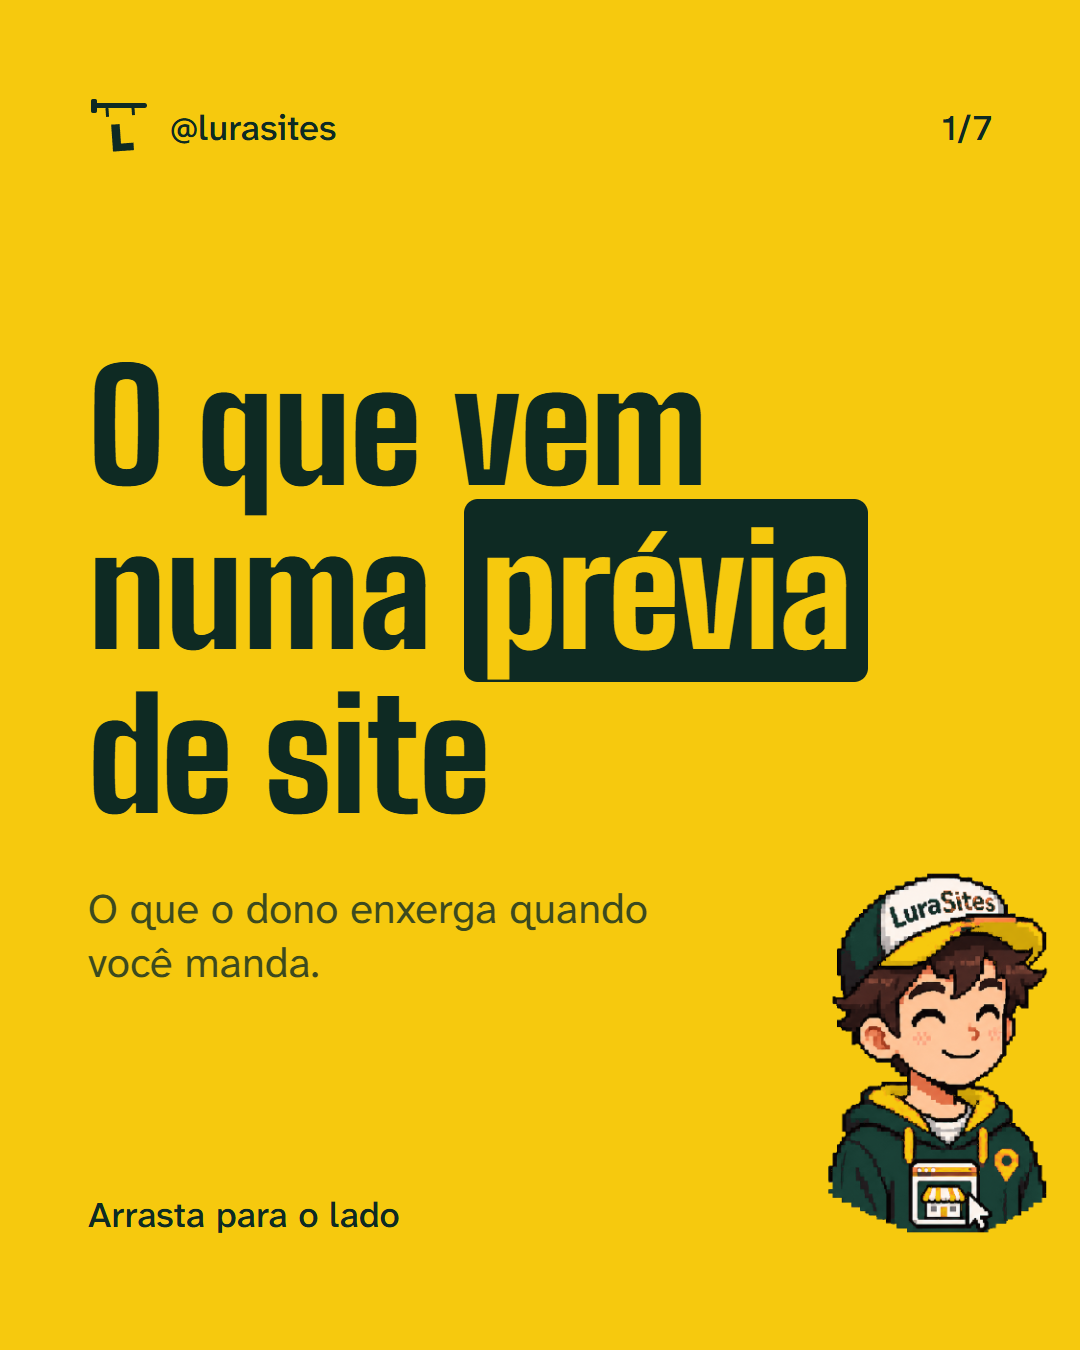 L
@lurasites
1/7
O que vem
numa prévia
de site
O que o dono enxerga quando
você manda.
LuraSites
Arrasta para o lado